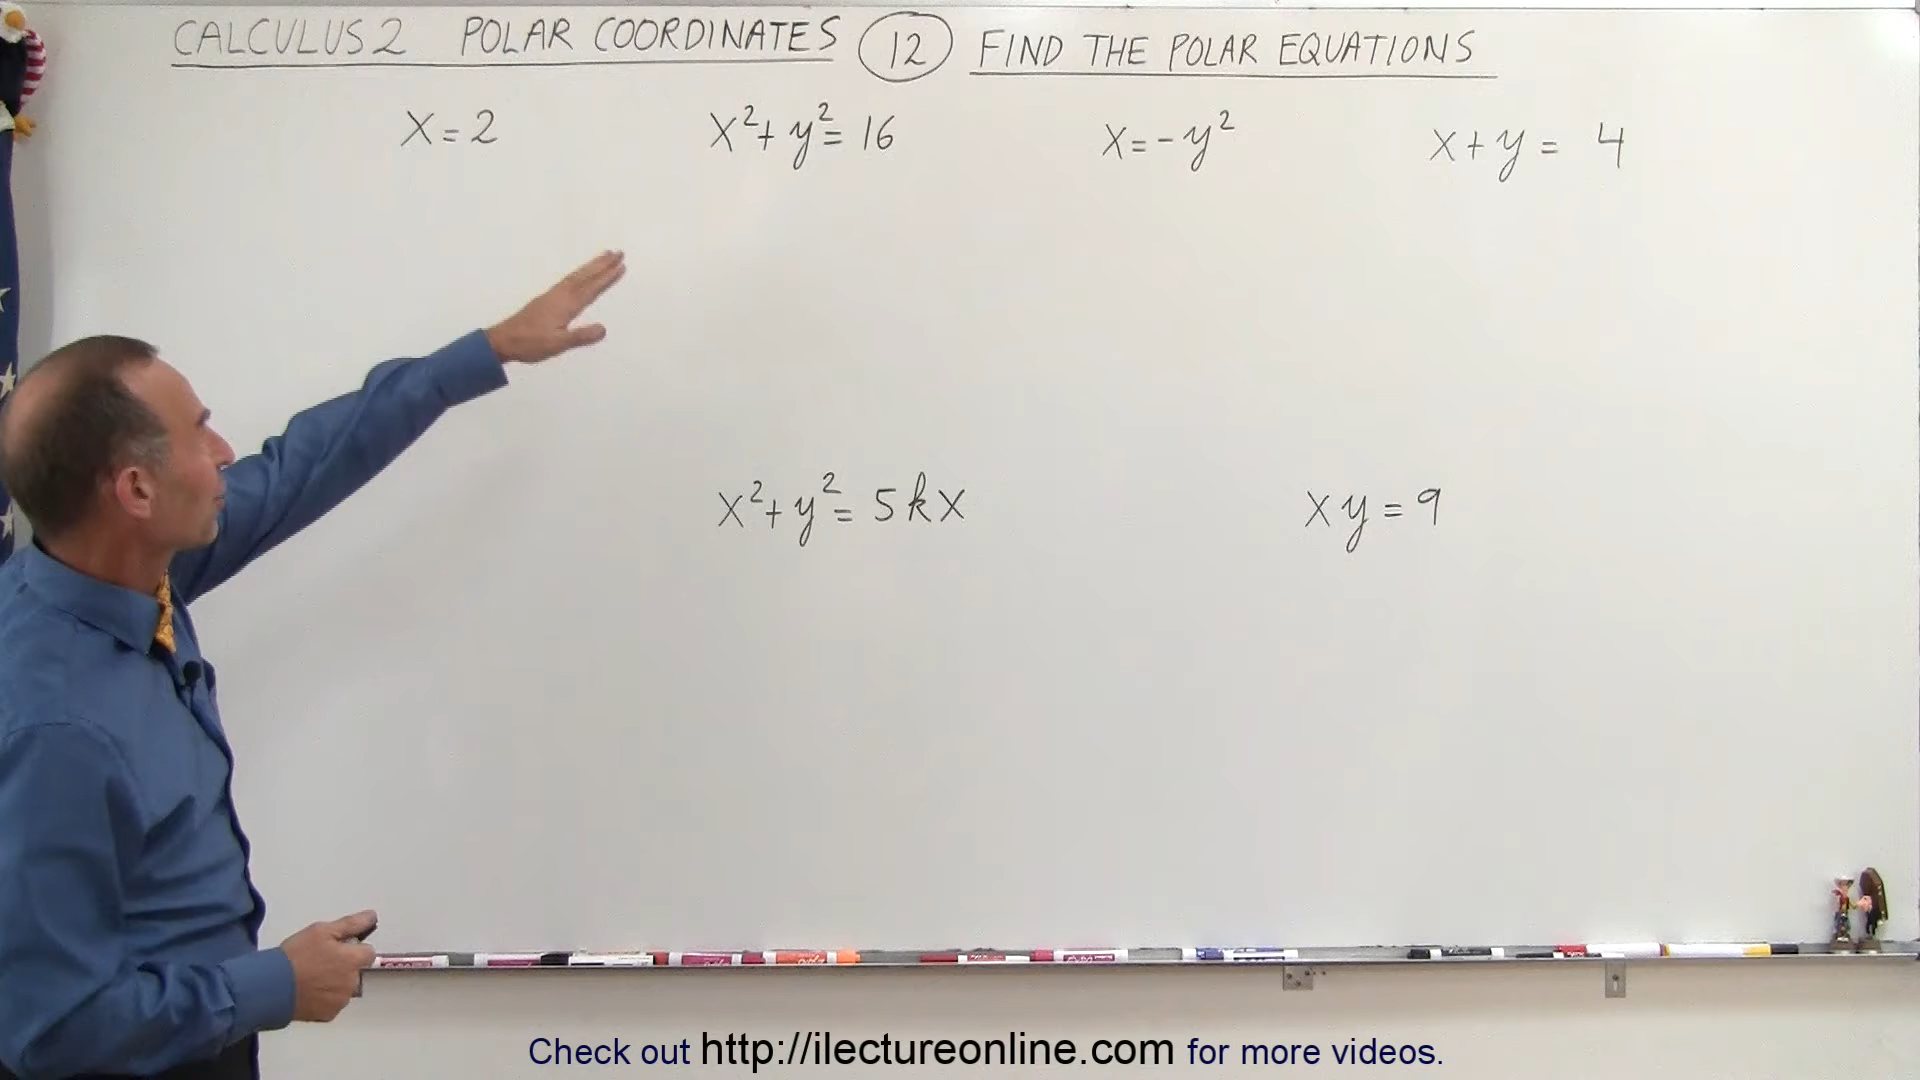 CALCULUS 2 POLAR COORDINATES 12 FIND THE POLAR EQUATIONS
x = 2 x² + y² = 16 x = -y² x + y = 4
x² + y² = 5kx xy = 9
Check out http://ilectureonline.com for more videos.